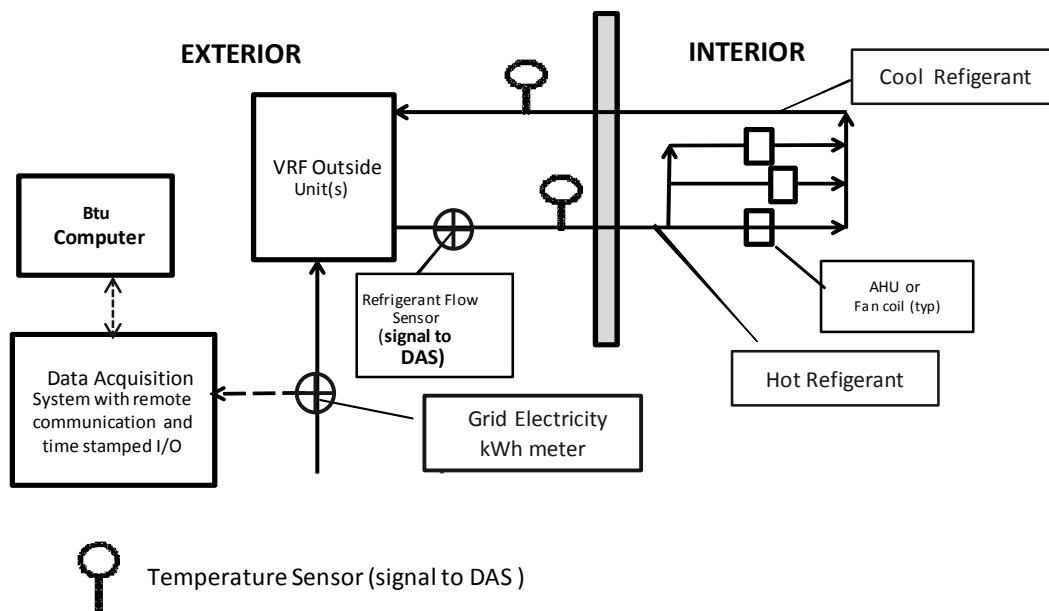 EXTERIOR
INTERIOR
Cool Refigerant
VRF Outside
Unit(s)
Btu
Computer
Refrigerant Flow
Sensor
(signal to
DAS)
AHU or
Fan coil (typ)
Hot Refigerant
Data Acquisition
System with remote
communication and
time stamped I/O
Grid Electricity
kWh meter
Temperature Sensor (signal to DAS )